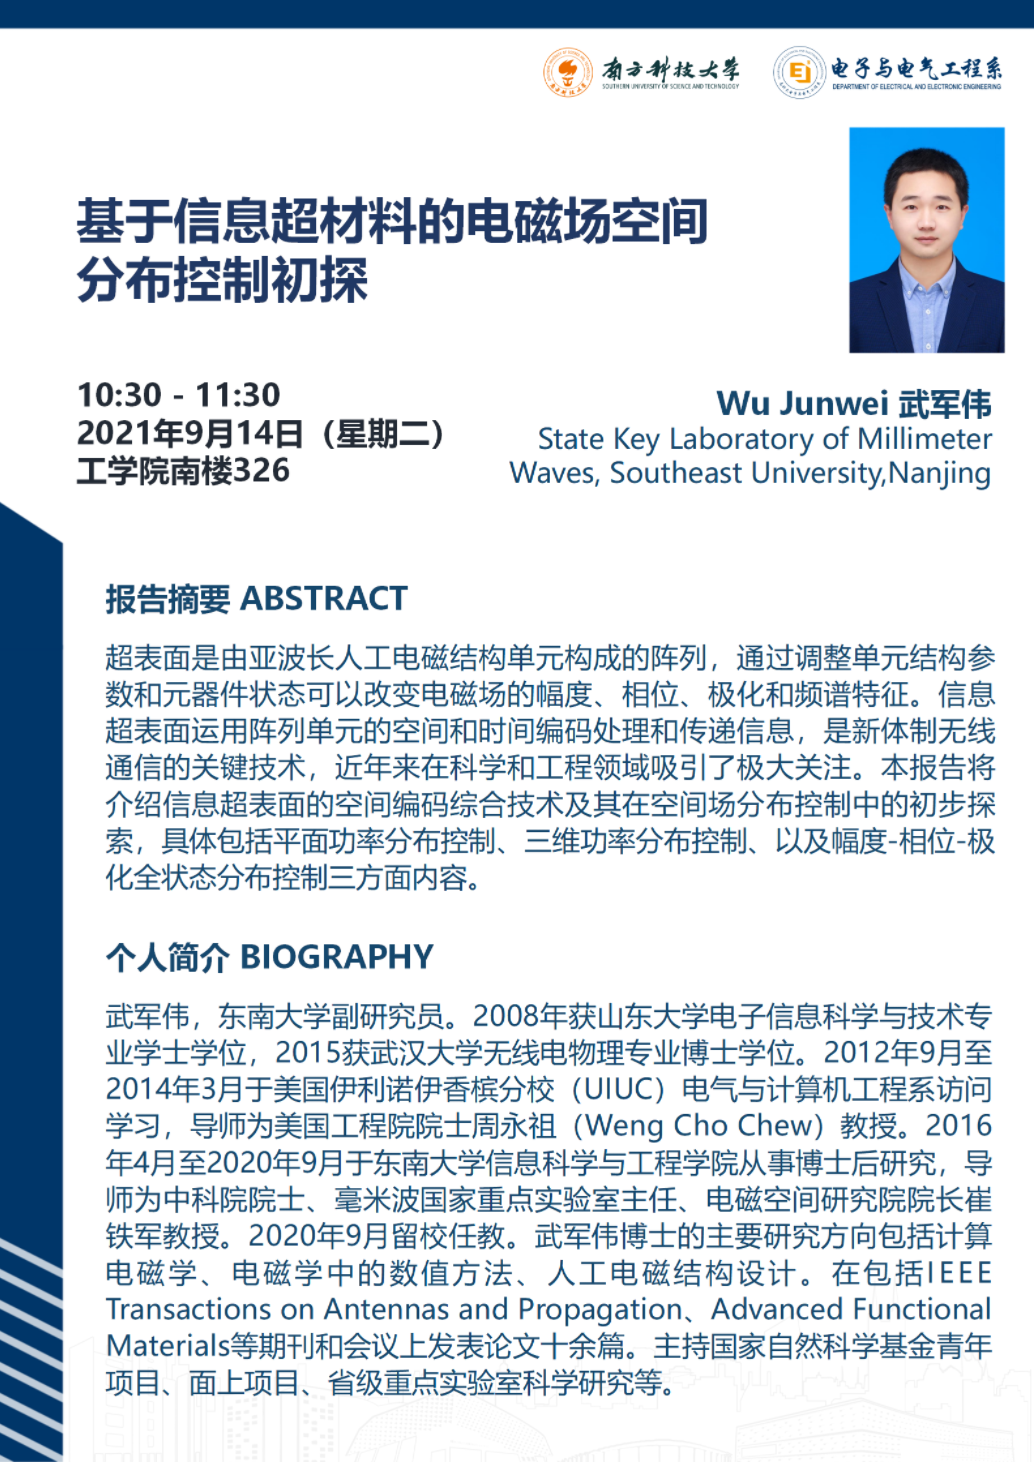 南方科技大学
SOUTHERN UNIVERSITY OF SCIENCE AND TECHNOLOGY
电子与电气工程系
DEPARTMENT OF ELECTRICAL AND ELECTRONIC ENGINEERING
基于信息超材料的电磁场空间
分布控制初探
10:30 - 11:30
2021年9月14日（星期二）
工学院南楼326
Wu Junwei 武军伟
State Key Laboratory of Millimeter
Waves, Southeast University,Nanjing
报告摘要 ABSTRACT
超表面是由亚波长人工电磁结构单元构成的阵列，通过调整单元结构参
数和元器件状态可以改变电磁场的幅度、相位、极化和频谱特征。信息
超表面运用阵列单元的空间和时间编码处理和传递信息，是新体制无线
通信的关键技术，近年来在科学和工程领域吸引了极大关注。本报告将
介绍信息超表面的空间编码综合技术及其在空间场分布控制中的初步探
索，具体包括平面功率分布控制、三维功率分布控制、以及幅度-相位-极
化全状态分布控制三方面内容。
个人简介 BIOGRAPHY
武军伟，东南大学副研究员。2008年获山东大学电子信息科学与技术专
业学士学位，2015获武汉大学无线电物理专业博士学位。2012年9月至
2014年3月于美国伊利诺伊香槟分校（UIUC）电气与计算机工程系访问
学习，导师为美国工程院院士周永祖（Weng Cho Chew）教授。2016
年4月至2020年9月于东南大学信息科学与工程学院从事博士后研究，导
师为中科院院士、毫米波国家重点实验室主任、电磁空间研究院院长崔
铁军教授。2020年9月留校任教。武军伟博士的主要研究方向包括计算
电磁学、电磁学中的数值方法、人工电磁结构设计。在包括IEEE
Transactions on Antennas and Propagation、Advanced Functional
Materials等期刊和会议上发表论文十余篇。主持国家自然科学基金青年
项目、面上项目、省级重点实验室科学研究等。